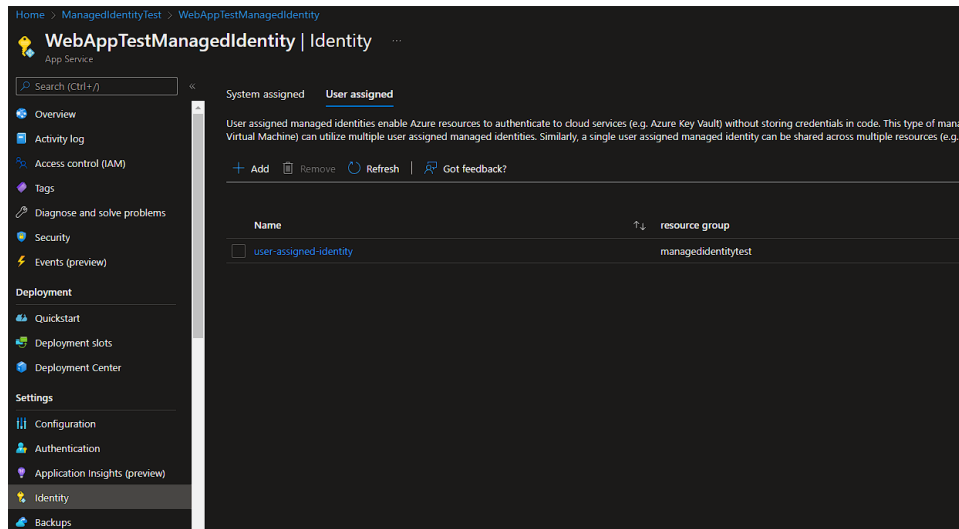 Home > ManagedIdentityTest > WebAppTestManagedIdentity
WebAppTestManagedIdentity | Identity ...
App Service
Search (Ctrl+/)
«
Overview
Activity log
Access control (IAM)
Tags
Diagnose and solve problems
Security
Events (preview)
Deployment
Quickstart
Deployment slots
Deployment Center
Settings
Configuration
Authentication
Application Insights (preview)
Identity
Backups
System assigned User assigned
User assigned managed identities enable Azure resources to authenticate to cloud services (e.g. Azure Key Vault) without storing credentials in code. This type of mana
Virtual Machine) can utilize multiple user assigned managed identities. Similarly, a single user assigned managed identity can be shared across multiple resources (e.g.
+ Add Remove Refresh | Got feedback?
Name ↑↓ resource group
user-assigned-identity managedidentitytest